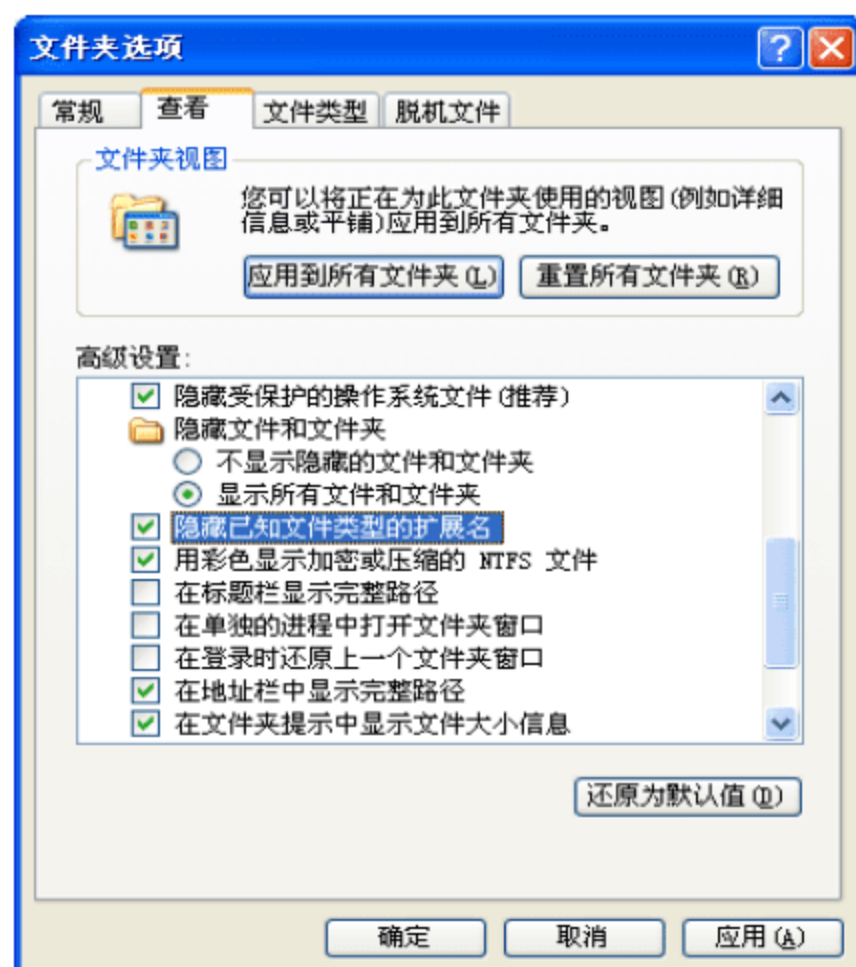 文件夹选项
常规 查看 文件类型 脱机文件
文件夹视图
您可以将正在为此文件夹使用的视图(例如详细
信息或平铺)应用到所有文件夹。
应用到所有文件夹(L) 重置所有文件夹(R)
高级设置:
隐藏受保护的操作系统文件(推荐)
隐藏文件和文件夹
不显示隐藏的文件和文件夹
显示所有文件和文件夹
隐藏已知文件类型的扩展名
用彩色显示加密或压缩的 NTFS 文件
在标题栏显示完整路径
在单独的进程中打开文件夹窗口
在登录时还原上一个文件夹窗口
在地址栏中显示完整路径
在文件夹提示中显示文件大小信息
还原为默认值(D)
确定 取消 应用(A)